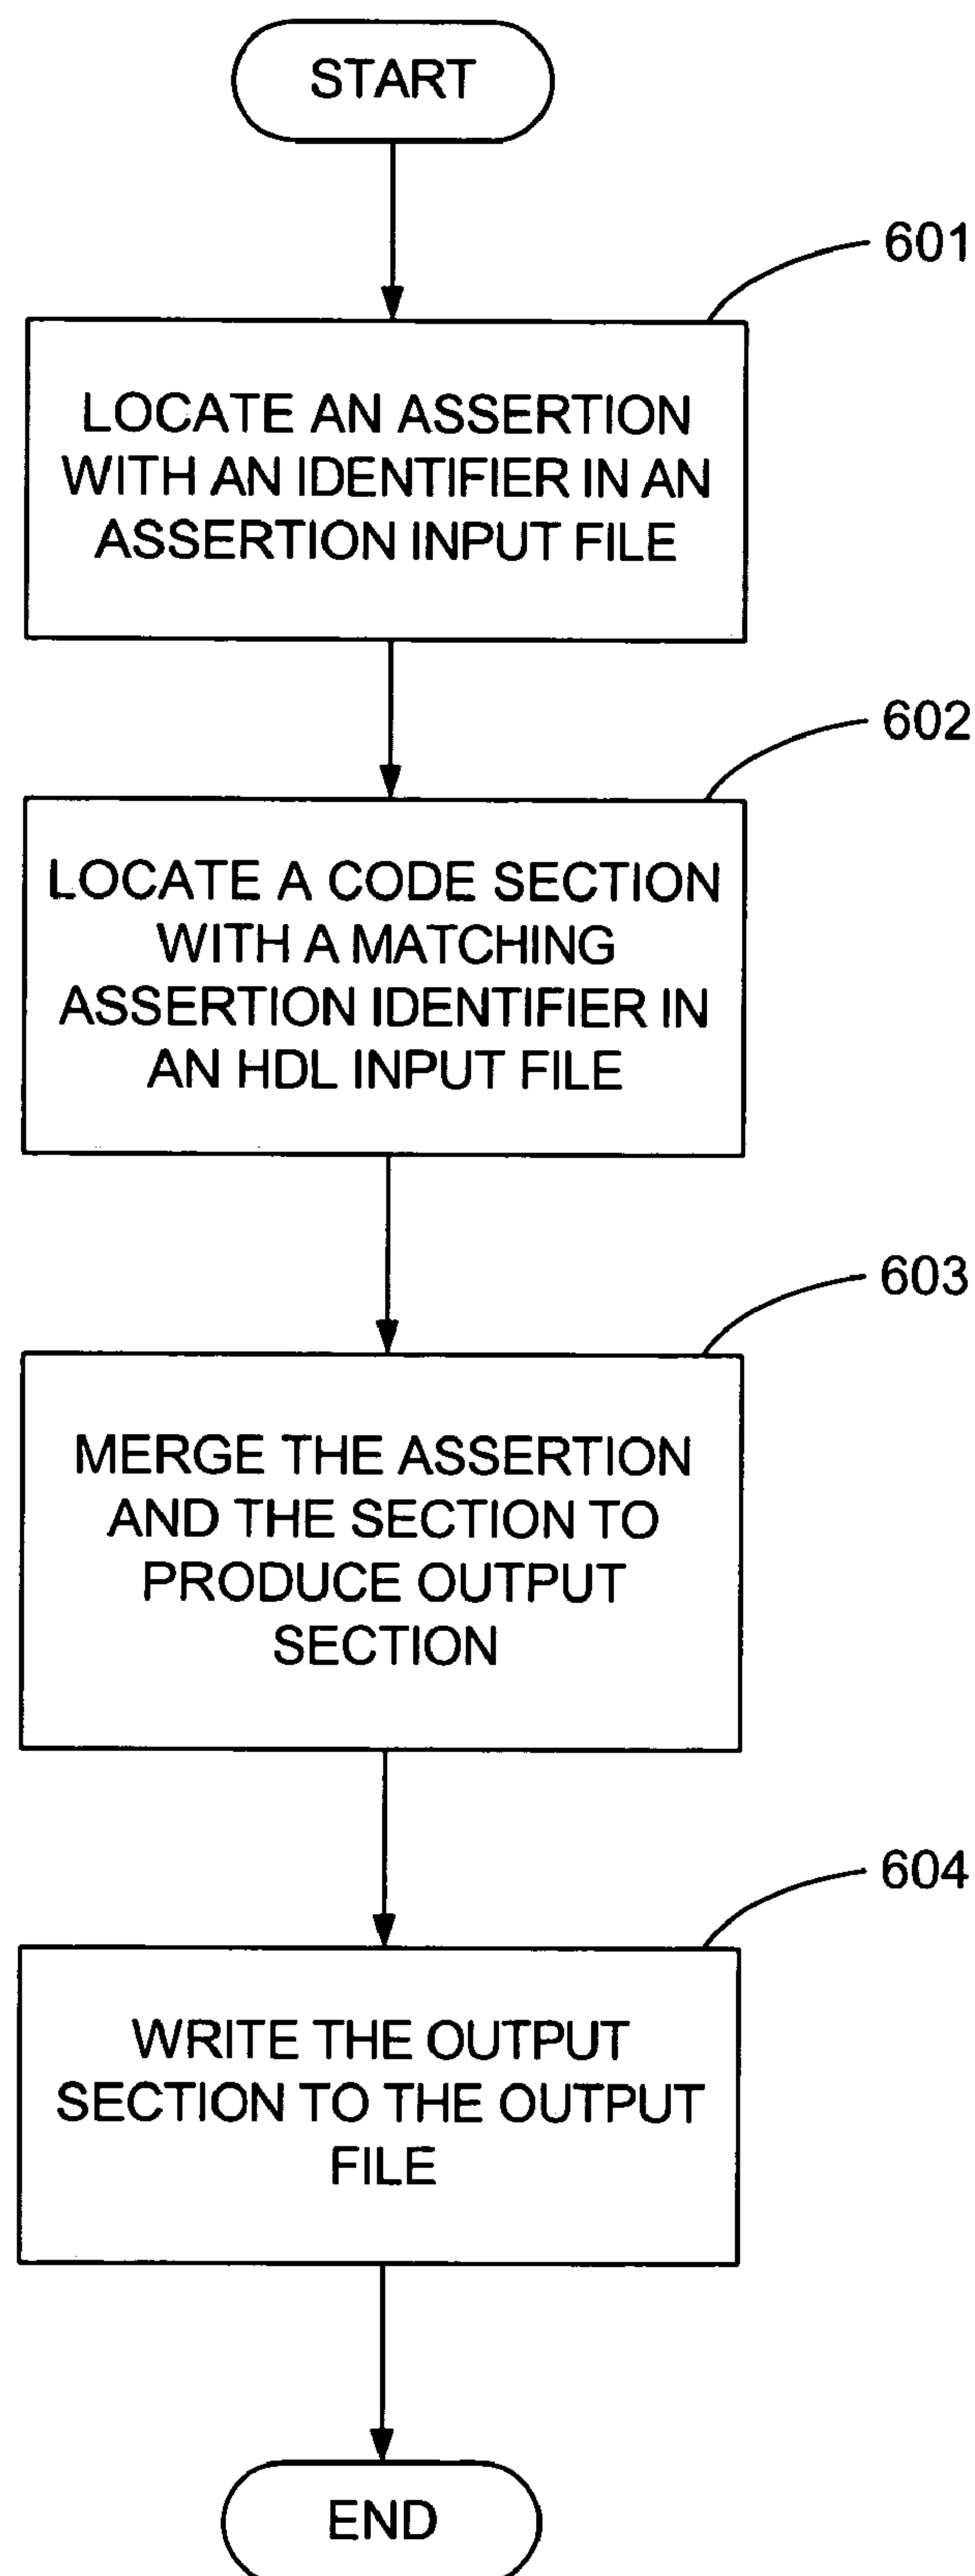 START
601
LOCATE AN ASSERTION
WITH AN IDENTIFIER IN AN
ASSERTION INPUT FILE
602
LOCATE A CODE SECTION
WITH A MATCHING
ASSERTION IDENTIFIER IN
AN HDL INPUT FILE
603
MERGE THE ASSERTION
AND THE SECTION TO
PRODUCE OUTPUT
SECTION
604
WRITE THE OUTPUT
SECTION TO THE OUTPUT
FILE
END